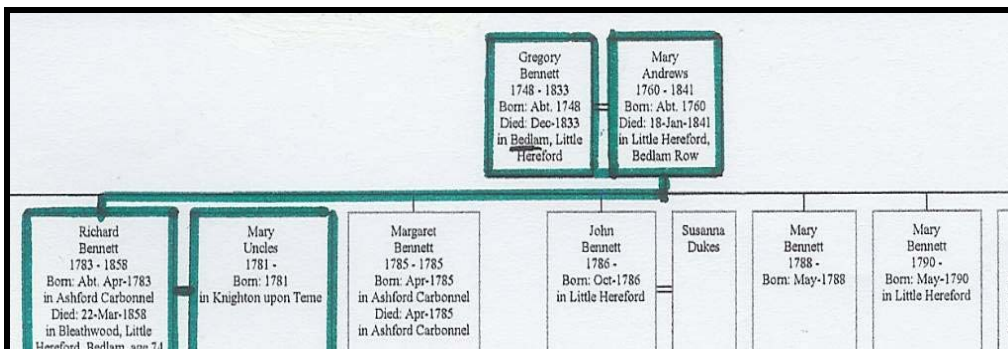 Gregory
Bennett
1748 - 1833
Born: Abt. 1748
Died: Dec-1833
in Bedlam, Little
Hereford
Mary
Andrews
1760 - 1841
Born: Abt. 1760
Died: 18-Jan-1841
in Little Hereford,
Bedlam Row
Richard
Bennett
1783 - 1858
Born: Abt. Apr-1783
in Ashford Carbonnel
Died: 22-Mar-1858
in Bleathwood, Little
Hereford, Bedlam, age 74
Mary
Uncles
1781 -
Born: 1781
in Knighton upon Teme
Margaret
Bennett
1785 - 1785
Born: Apr-1785
in Ashford Carbonnel
Died: Apr-1785
in Ashford Carbonnel
John
Bennett
1786 -
Born: Oct-1786
in Little Hereford
Susanna
Dukes
Mary
Bennett
1788 -
Born: May-1788
Mary
Bennett
1790 -
Born: May-1790
in Little Hereford